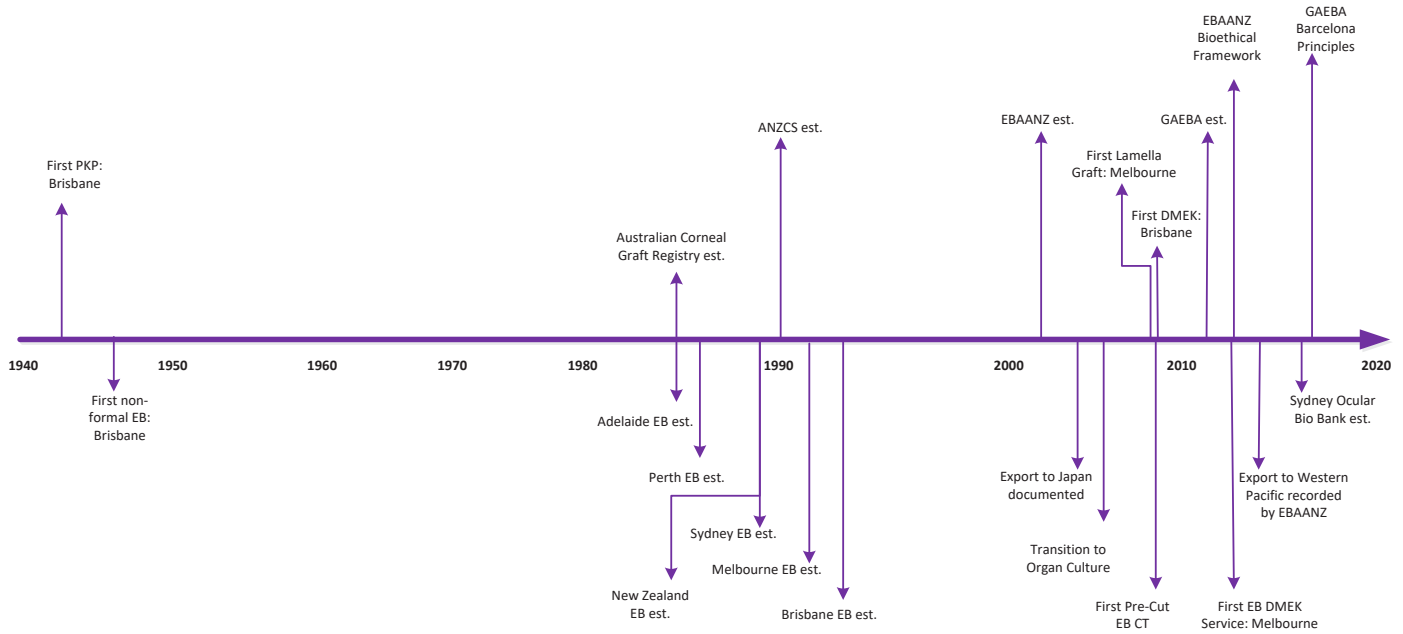 GAEBA
Barcelona
Principles
EBAANZ
Bioethical
Framework
ANZCS est.
EBAANZ est.
GAEBA est.
First PKP:
Brisbane
First Lamella
Graft: Melbourne
First DMEK:
Brisbane
Australian Corneal
Graft Registry est.
1940
1950
1960
1970
1980
1990
2000
2010
2020
First non-
formal EB:
Brisbane
Adelaide EB est.
Sydney Ocular
Bio Bank est.
Perth EB est.
Export to Japan
documented
Export to Western
Pacific recorded
by EBAANZ
Sydney EB est.
Melbourne EB est.
Transition to
Organ Culture
New Zealand
EB est.
Brisbane EB est.
First Pre-Cut
EB CT
First EB DMEK
Service: Melbourne